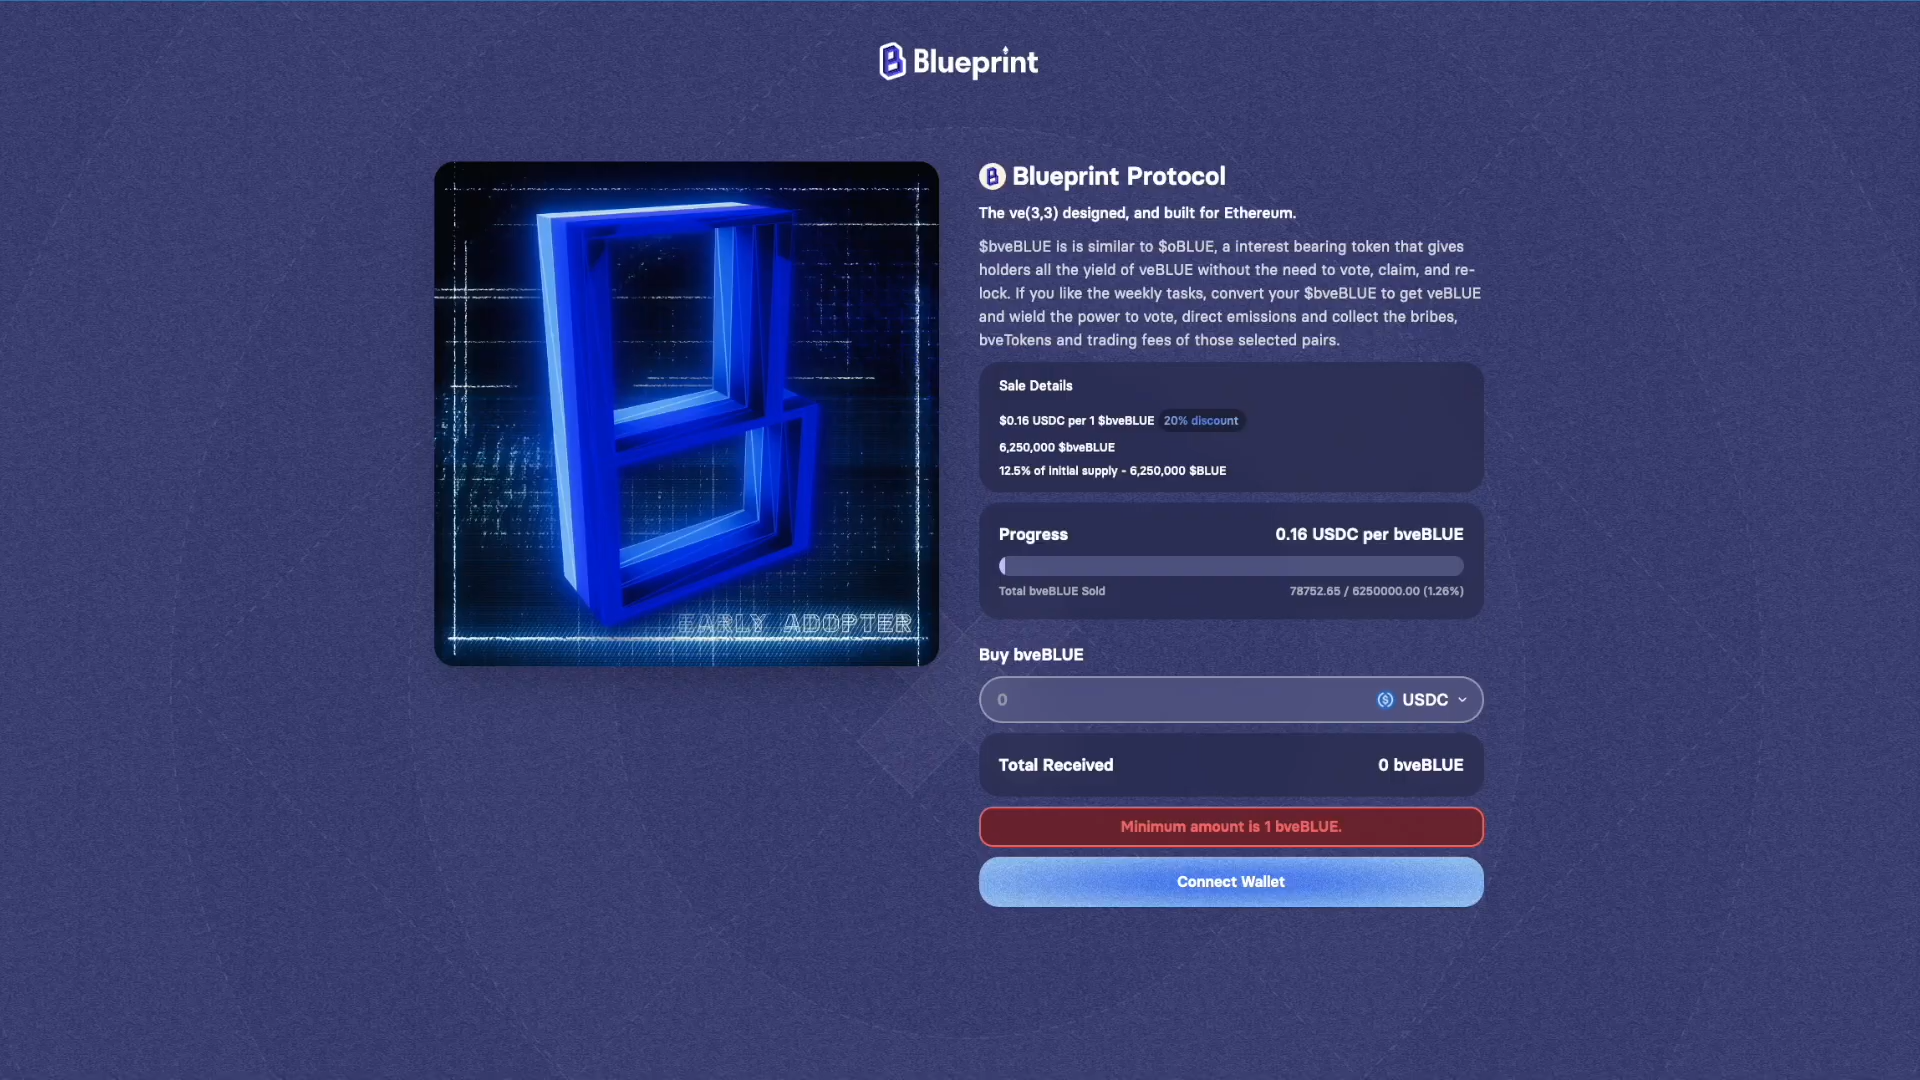 Blueprint
Blueprint Protocol
The ve(3,3) designed, and built for Ethereum.
$bveBLUE is is similar to $oBLUE, a interest bearing token that gives
holders all the yield of veBLUE without the need to vote, claim, and re-
lock. If you like the weekly tasks, convert your $bveBLUE to get veBLUE
and wield the power to vote, direct emissions and collect the bribes,
bveTokens and trading fees of those selected pairs.
Sale Details
$0.16 USDC per 1 $bveBLUE 20% discount
6,250,000 $bveBLUE
12.5% of initial supply - 6,250,000 $BLUE
Progress 0.16 USDC per bveBLUE
Total bveBLUE Sold 78752.65 / 6250000.00 (1.26%)
EARLY ADOPTER
Buy bveBLUE
0 USDC
Total Received 0 bveBLUE
Minimum amount is 1 bveBLUE.
Connect Wallet